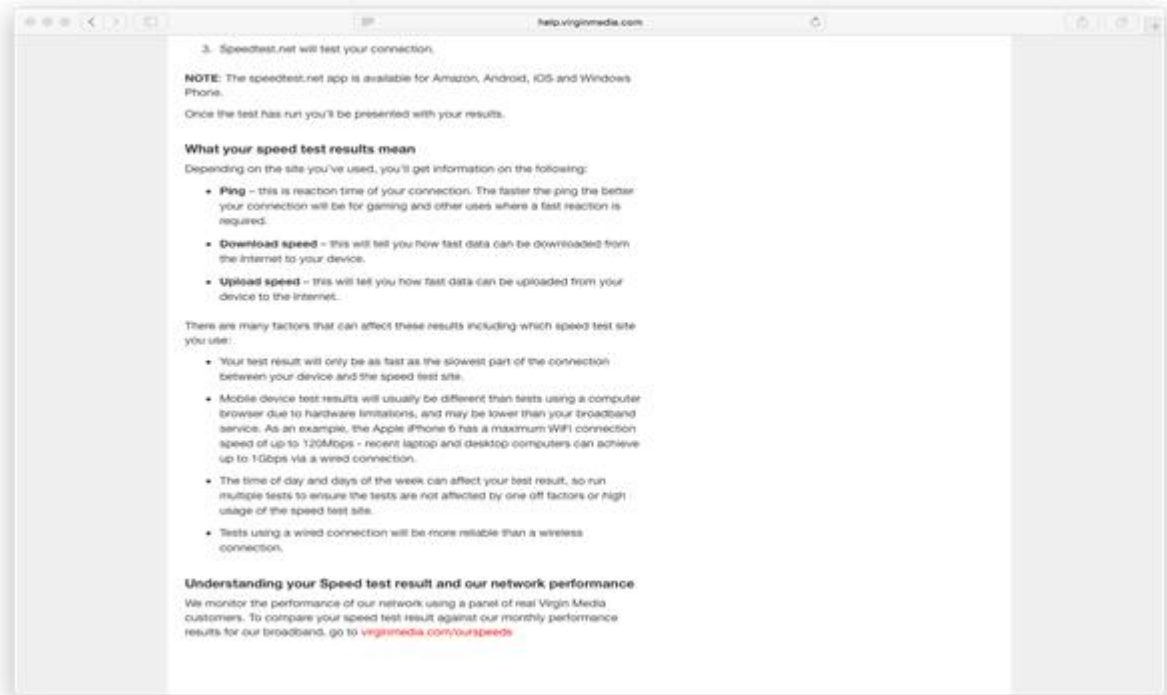 help.virginmedia.com
3. Speedtest.net will test your connection.
NOTE: The speedtest.net app is available for Amazon, Android, iOS and Windows
Phone.
Once the test has run you'll be presented with your results.
What your speed test results mean
Depending on the site you've used, you'll get information on the following:
• Ping – this is reaction time of your connection. The faster the ping the better
your connection will be for gaming and other uses where a fast reaction is
required.
• Download speed – this will tell you how fast data can be downloaded from
the Internet to your device.
• Upload speed – this will tell you how fast data can be uploaded from your
device to the Internet.
There are many factors that can affect these results including which speed test site
you use:
• Your test result will only be as fast as the slowest part of the connection
between your device and the speed test site.
• Mobile device test results will usually be different than tests using a computer
browser due to hardware limitations, and may be lower than your broadband
service. As an example, the Apple iPhone 6 has a maximum WiFi connection
speed of up to 120Mbps - recent laptop and desktop computers can achieve
up to 1Gbps via a wired connection.
• The time of day and days of the week can affect your test result, so run
multiple tests to ensure the tests are not affected by one off factors or high
usage of the speed test site.
• Tests using a wired connection will be more reliable than a wireless
connection.
Understanding your Speed test result and our network performance
We monitor the performance of our network using a panel of real Virgin Media
customers. To compare your speed test result against our monthly performance
results for our broadband, go to virginmedia.com/ourspeeds